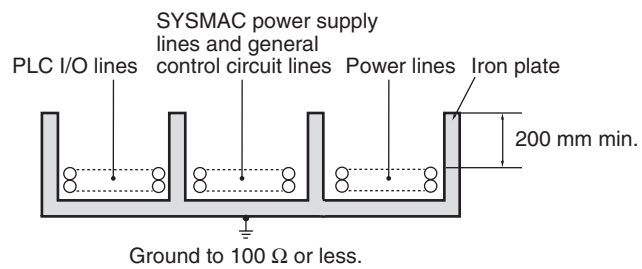 SYSMAC power supply
lines and general
PLC I/O lines control circuit lines Power lines Iron plate
200 mm min.
Ground to 100 Ω or less.